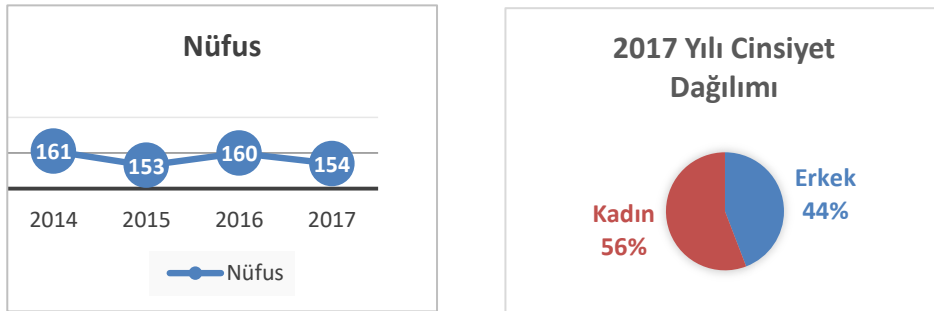 Nüfus
161
153
160
154
2014
2015
2016
2017
Nüfus
2017 Yılı Cinsiyet
Dağılımı
Erkek
44%
Kadın
56%